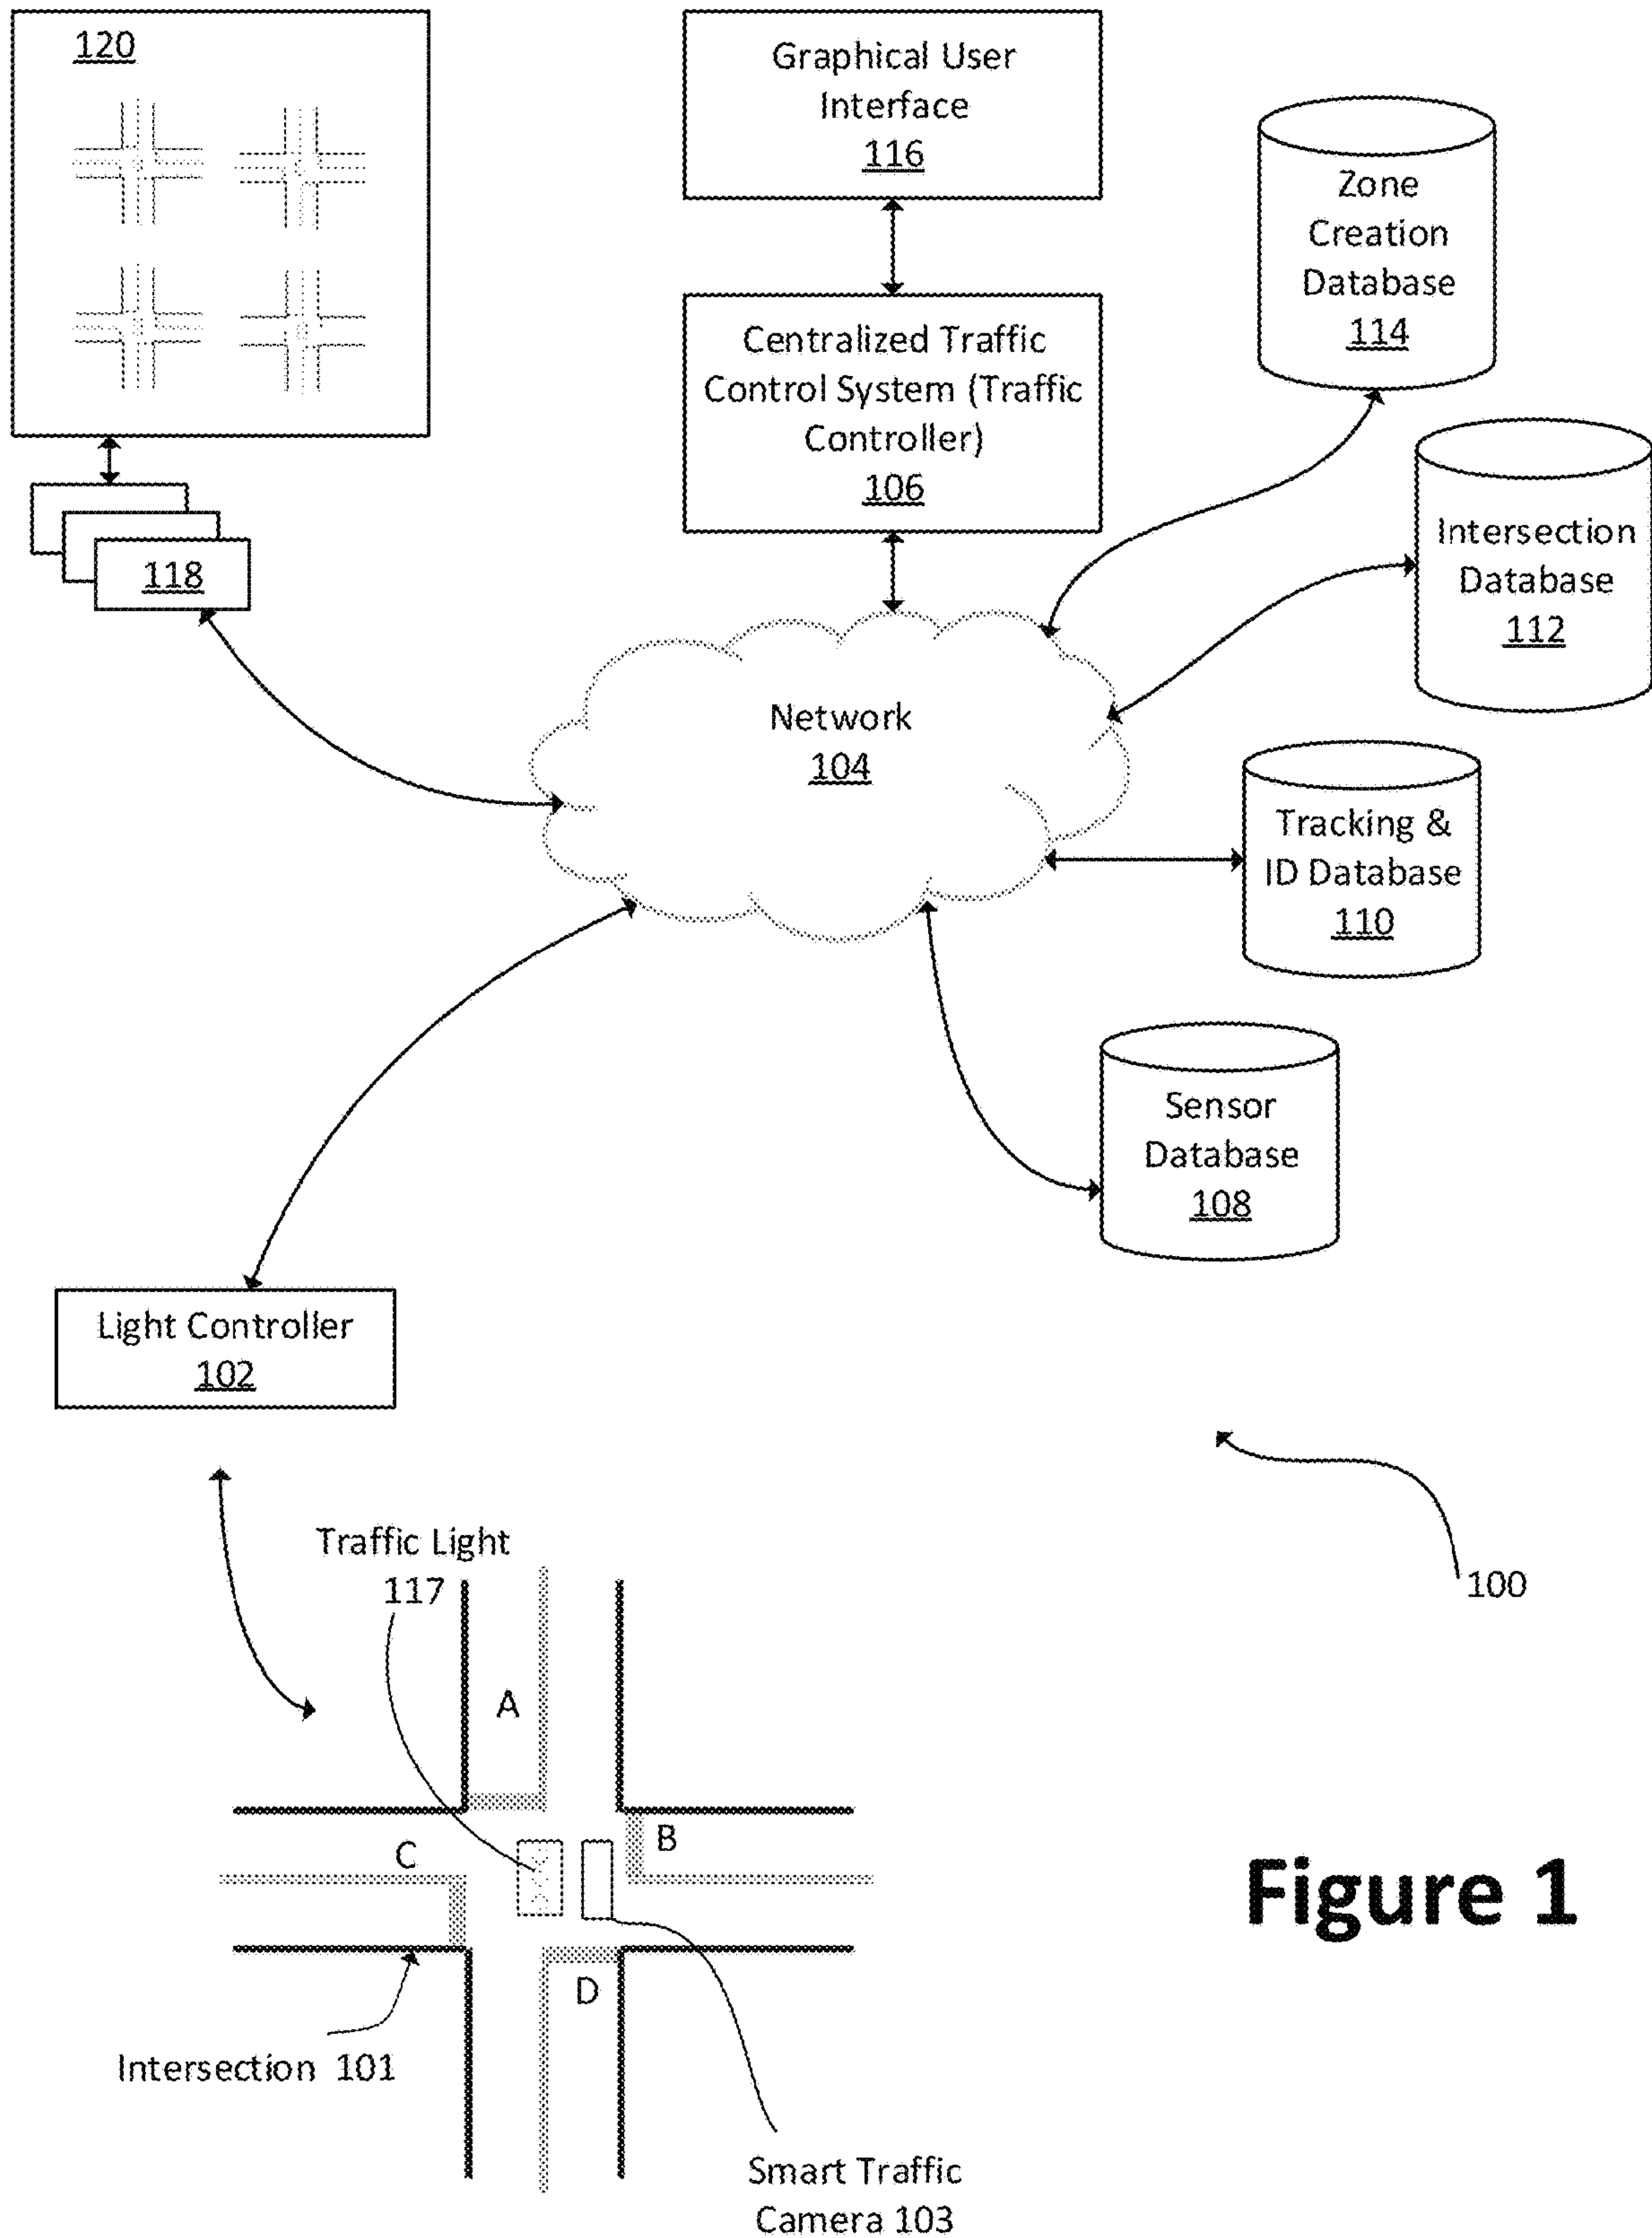 120
Graphical User
Interface
116
Zone
Creation
Database
114
Centralized Traffic
Control System (Traffic
Controller)
106
Intersection
Database
112
118
Network
104
Tracking &
ID Database
110
Sensor
Database
108
Light Controller
102
Traffic Light
117
100
A
B
C
D
Figure 1
Intersection 101
Smart Traffic
Camera 103